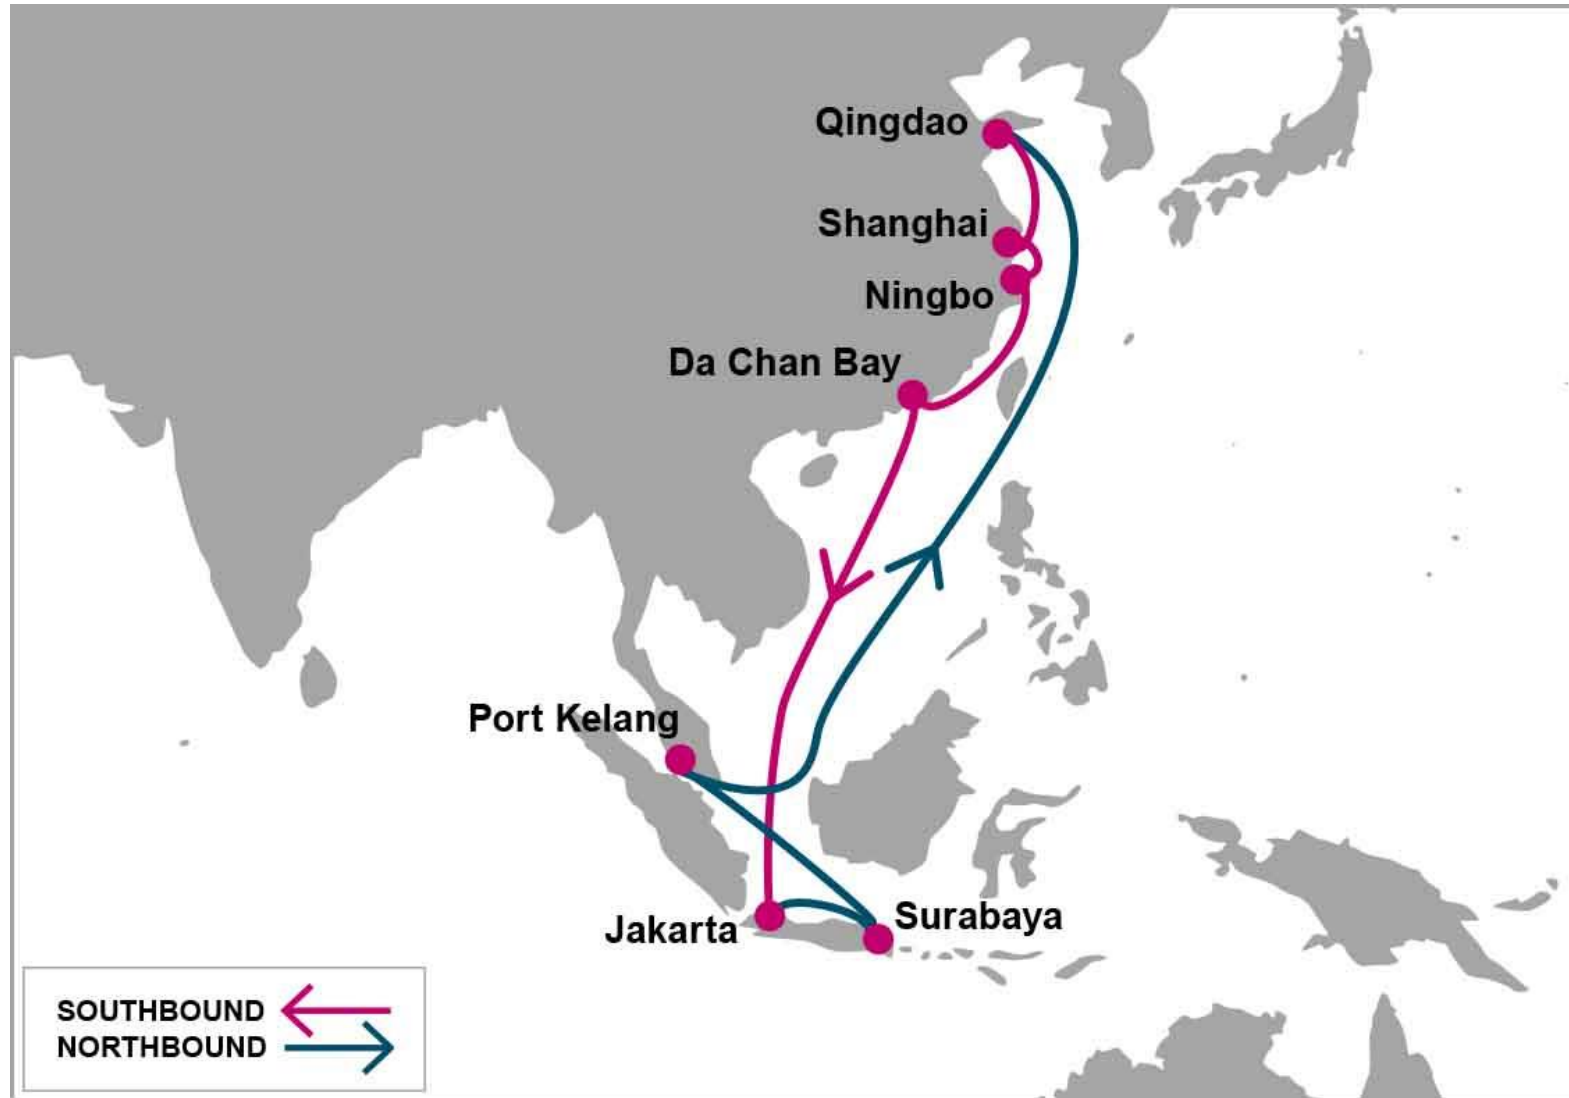 Qingdao
Shanghai
Ningbo
Da Chan Bay
Port Kelang
Jakarta
Surabaya
SOUTHBOUND
NORTHBOUND